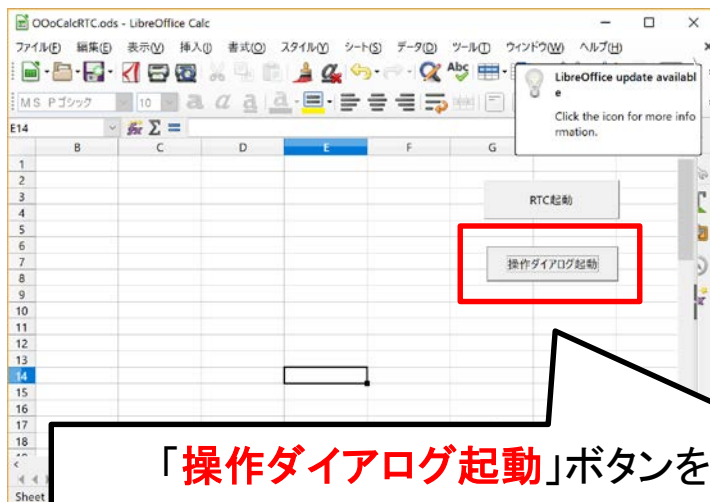 OOoCalcRTC.ods - LibreOffice Calc
ファイル(F) 編集(E) 表示(V) 挿入(I) 書式(O) スタイル(Y) シート(S) データ(D) ツール(T) ウィンドウ(W) ヘルプ(H)
LibreOffice update availabl
e
Click the icon for more info
rmation.
ＭＳ Ｐゴシック 10
E14
B C D E F G
1
2
3
RTC起動
4
5
6
7
操作ダイアログ起動
8
9
10
11
12
13
14
15
16
17
18
「操作ダイアログ起動」ボタンを
Sheet